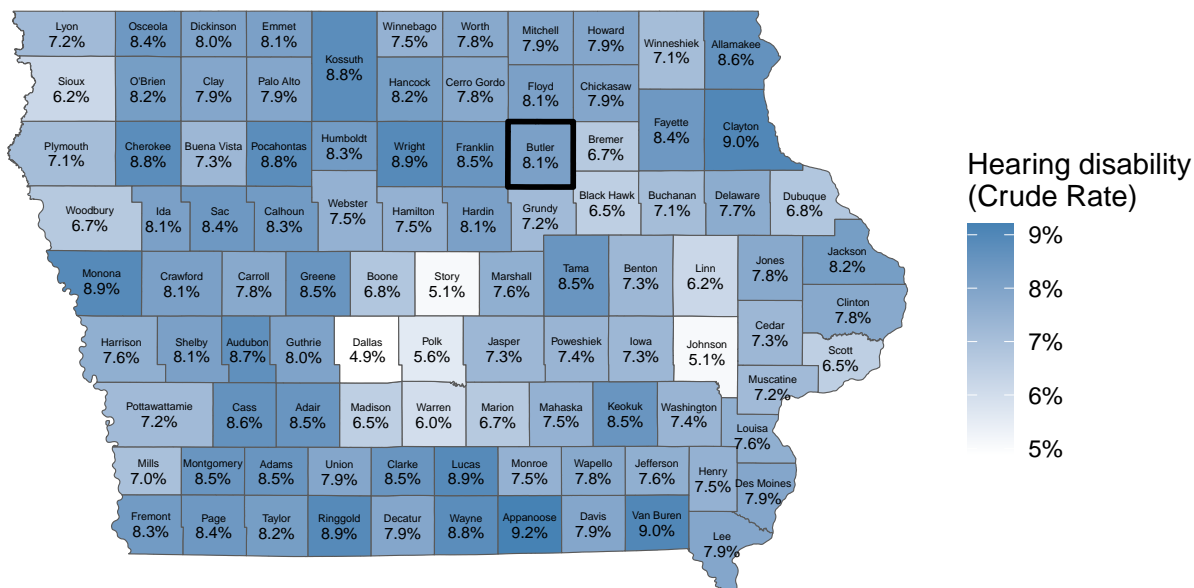 Lyon
7.2%
Osceola
8.4%
Dickinson
8.0%
Emmet
8.1%
Kossuth
8.8%
Winnebago
7.5%
Worth
7.8%
Mitchell
7.9%
Howard
7.9%
Winneshiek
7.1%
Allamakee
8.6%
Sioux
6.2%
O'Brien
8.2%
Clay
7.9%
Palo Alto
7.9%
Hancock
8.2%
Cerro Gordo
7.8%
Floyd
8.1%
Chickasaw
7.9%
Fayette
8.4%
Clayton
9.0%
Plymouth
7.1%
Cherokee
8.8%
Buena Vista
7.3%
Pocahontas
8.8%
Humboldt
8.3%
Wright
8.9%
Franklin
8.5%
Butler
8.1%
Bremer
6.7%
Woodbury
6.7%
Ida
8.1%
Sac
8.4%
Calhoun
8.3%
Webster
7.5%
Hamilton
7.5%
Hardin
8.1%
Grundy
7.2%
Black Hawk
6.5%
Buchanan
7.1%
Delaware
7.7%
Dubuque
6.8%
Monona
8.9%
Crawford
8.1%
Carroll
7.8%
Greene
8.5%
Boone
6.8%
Story
5.1%
Marshall
7.6%
Tama
8.5%
Benton
7.3%
Linn
6.2%
Jones
7.8%
Jackson
8.2%
Clinton
7.8%
Harrison
7.6%
Shelby
8.1%
Audubon
8.7%
Guthrie
8.0%
Dallas
4.9%
Polk
5.6%
Jasper
7.3%
Poweshiek
7.4%
Iowa
7.3%
Johnson
5.1%
Cedar
7.3%
Scott
6.5%
Muscatine
7.2%
Pottawattamie
7.2%
Cass
8.6%
Adair
8.5%
Madison
6.5%
Warren
6.0%
Marion
6.7%
Mahaska
7.5%
Keokuk
8.5%
Washington
7.4%
Louisa
7.6%
Mills
7.0%
Montgomery
8.5%
Adams
8.5%
Union
7.9%
Clarke
8.5%
Lucas
8.9%
Monroe
7.5%
Wapello
7.8%
Jefferson
7.6%
Henry
7.5%
Des Moines
7.9%
Fremont
8.3%
Page
8.4%
Taylor
8.2%
Ringgold
8.9%
Decatur
7.9%
Wayne
8.8%
Appanoose
9.2%
Davis
7.9%
Van Buren
9.0%
Lee
7.9%
Hearing disability
(Crude Rate)
9%
8%
7%
6%
5%